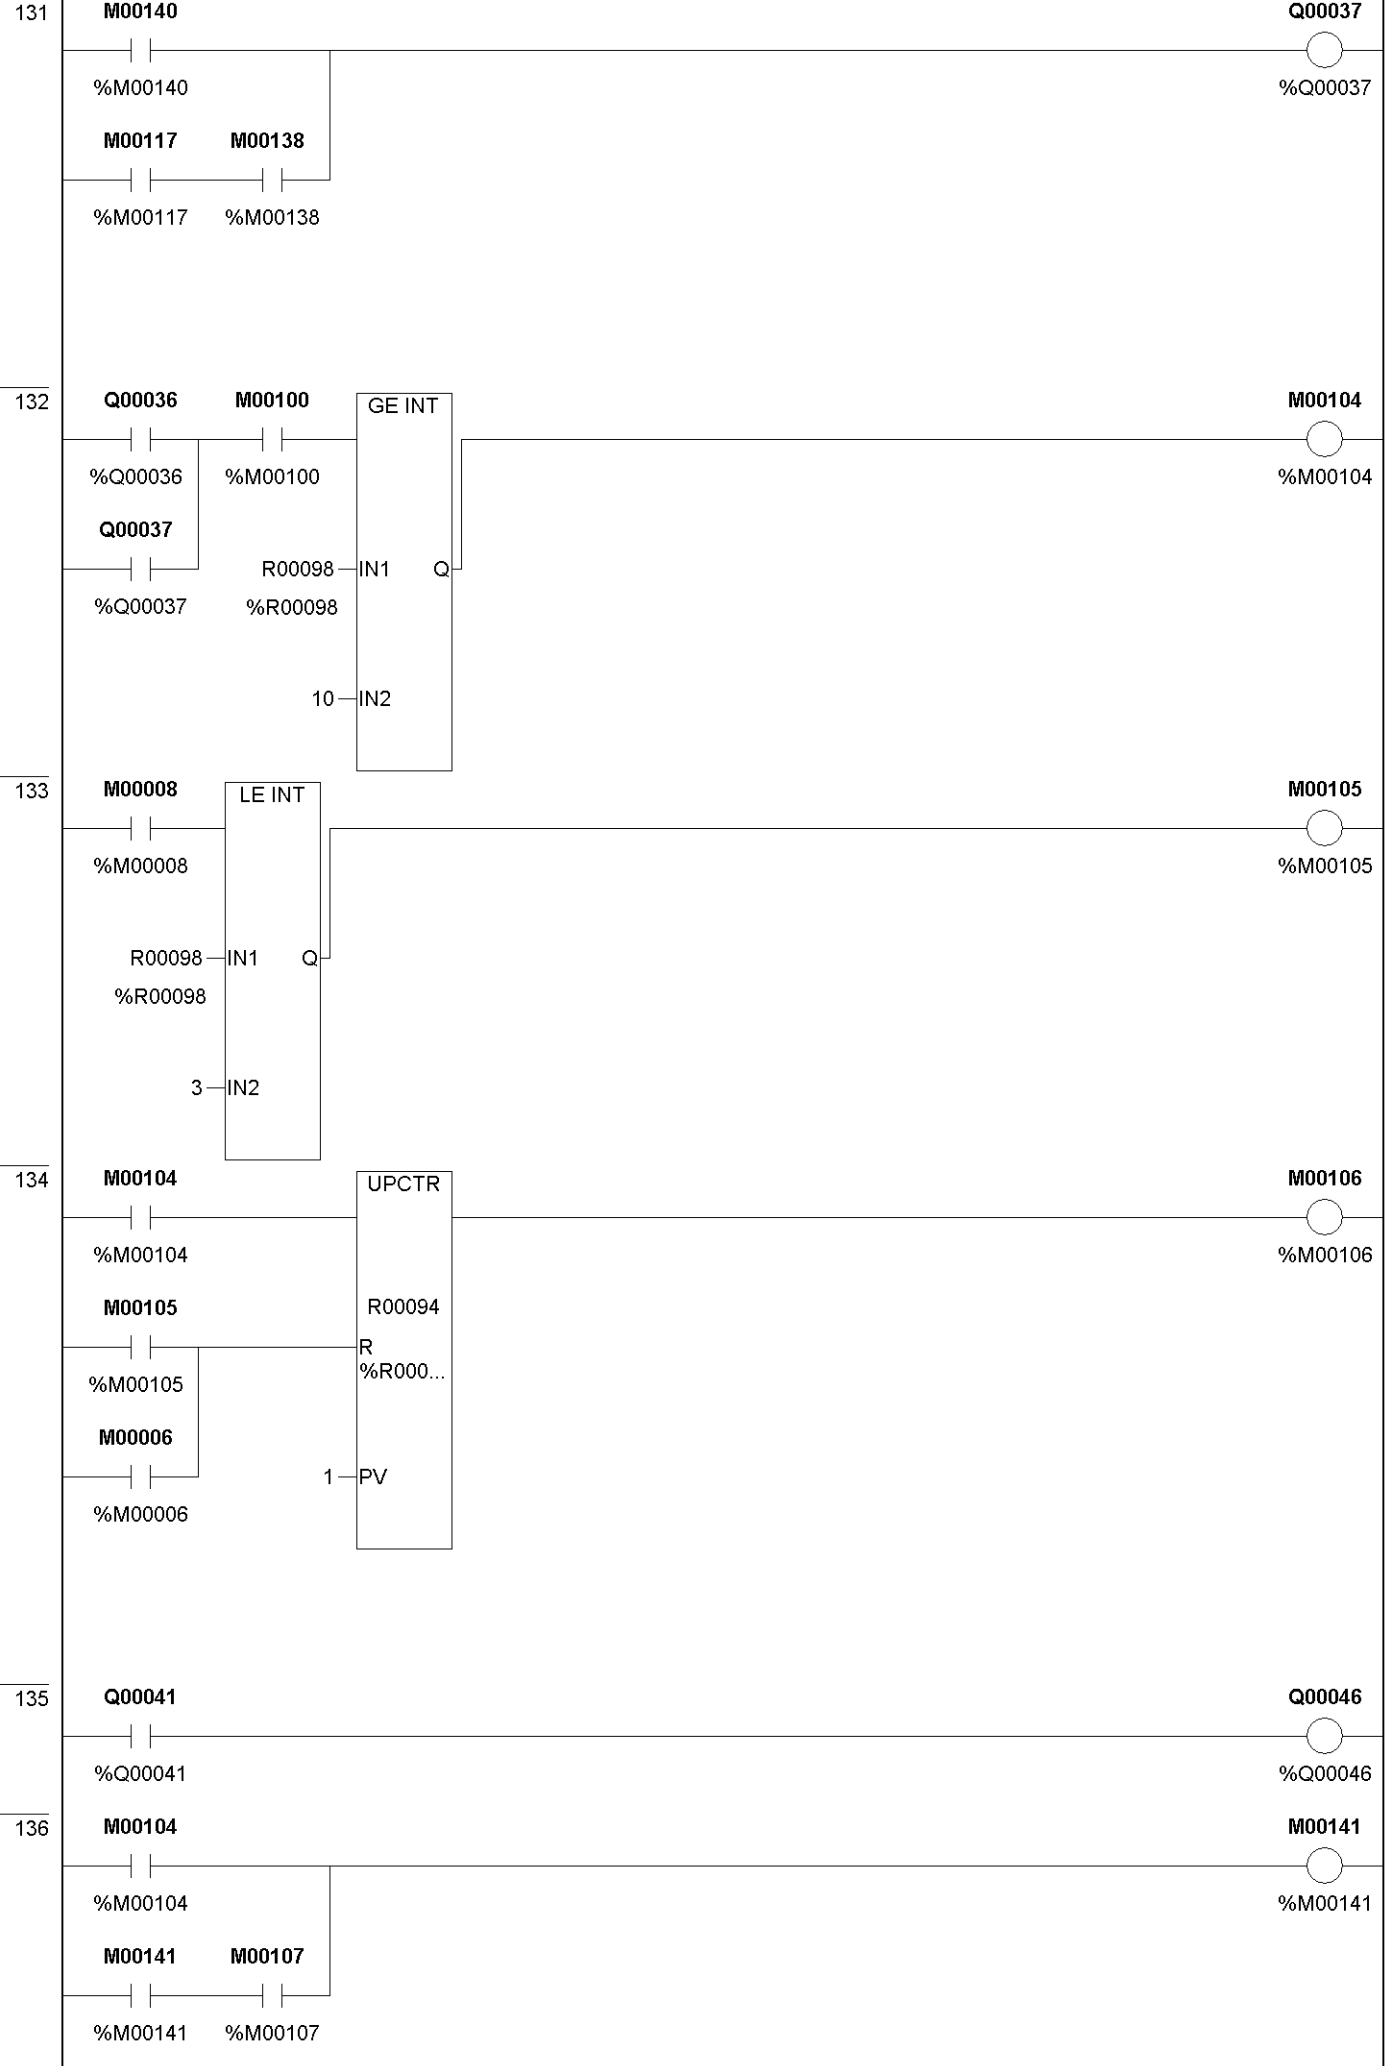 131 M00140 Q00037
%M00140 %Q00037
M00117 M00138
%M00117 %M00138
132 Q00036 M00100 GE INT M00104
%Q00036 %M00100 %M00104
Q00037
R00098 IN1 Q
%Q00037 %R00098
10 IN2
133 M00008 LE INT M00105
%M00008 %M00105
R00098 IN1 Q
%R00098
3 IN2
134 M00104 UPCTR M00106
%M00104 %M00106
M00105 R00094
R
%M00105 %R000...
M00006
1 PV
%M00006
135 Q00041 Q00046
%Q00041 %Q00046
136 M00104 M00141
%M00104 %M00141
M00141 M00107
%M00141 %M00107